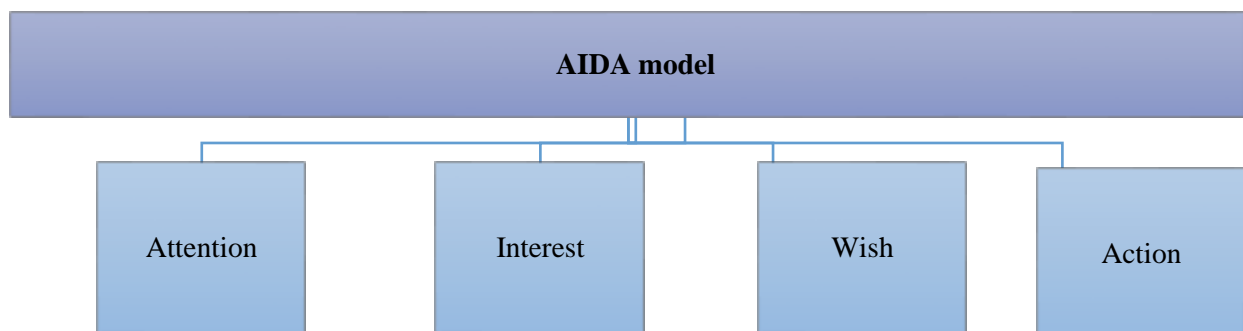 AIDA model
Attention
Interest
Wish
Action